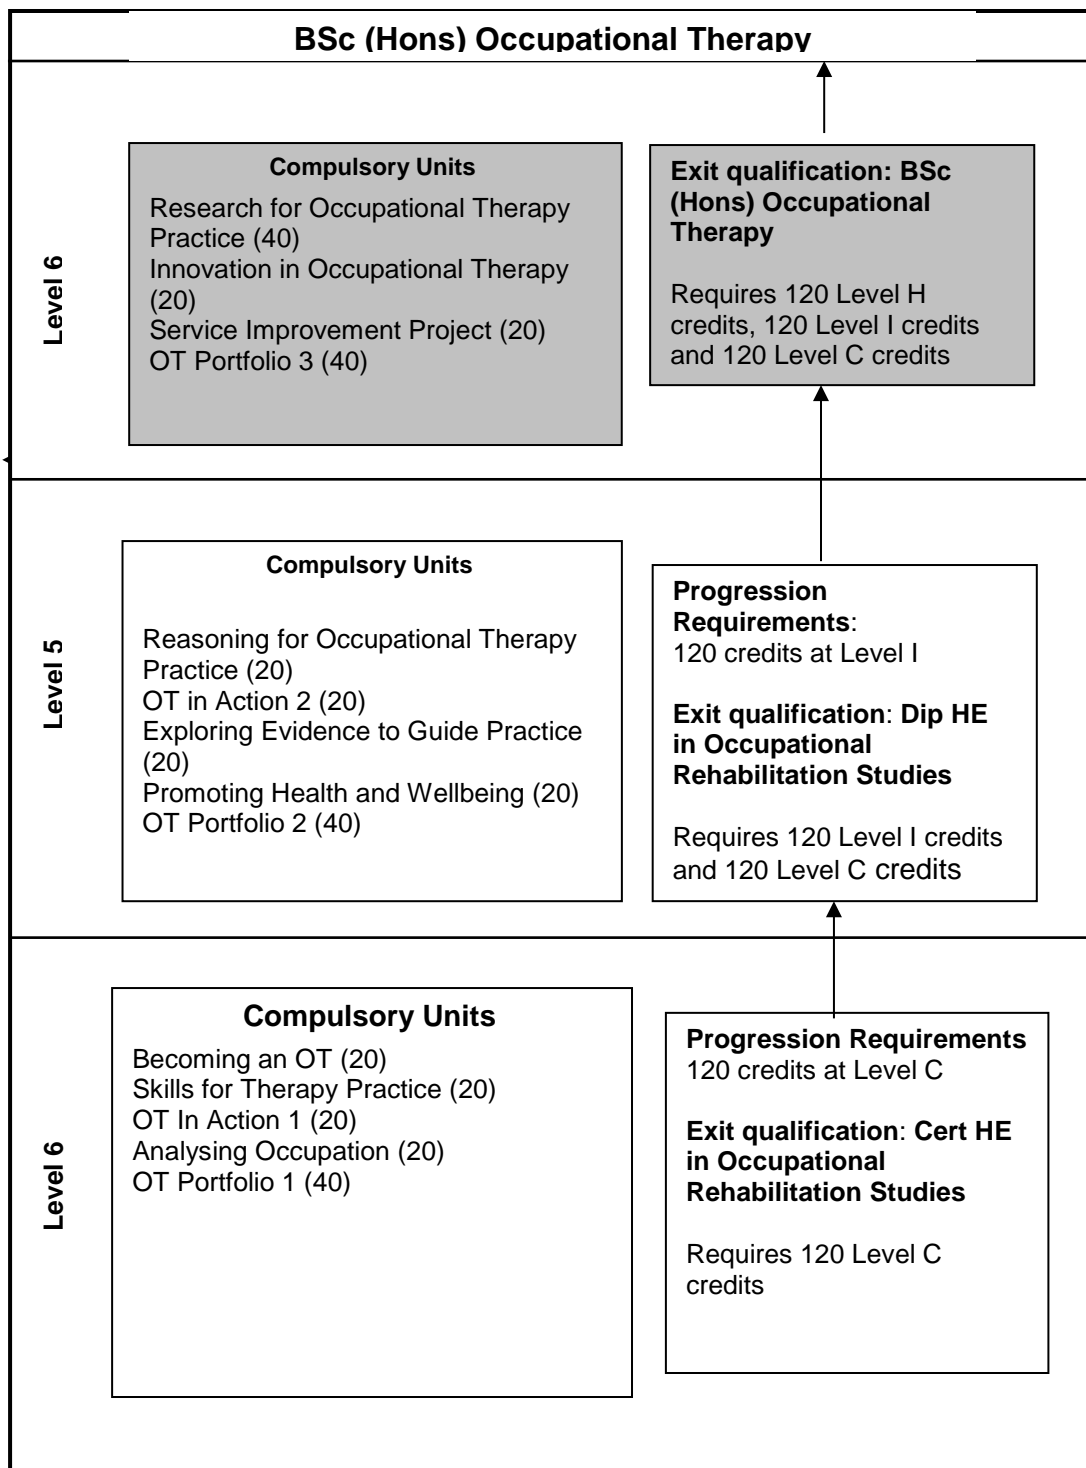 BSc (Hons) Occupational Therapy
Level 6
Compulsory Units
Research for Occupational Therapy
Practice (40)
Innovation in Occupational Therapy
(20)
Service Improvement Project (20)
OT Portfolio 3 (40)
Exit qualification: BSc
(Hons) Occupational
Therapy
Requires 120 Level H
credits, 120 Level I credits
and 120 Level C credits
Level 5
Compulsory Units
Reasoning for Occupational Therapy
Practice (20)
OT in Action 2 (20)
Exploring Evidence to Guide Practice
(20)
Promoting Health and Wellbeing (20)
OT Portfolio 2 (40)
Progression
Requirements:
120 credits at Level I
Exit qualification: Dip HE
in Occupational
Rehabilitation Studies
Requires 120 Level I credits
and 120 Level C credits
Level 6
Compulsory Units
Becoming an OT (20)
Skills for Therapy Practice (20)
OT In Action 1 (20)
Analysing Occupation (20)
OT Portfolio 1 (40)
Progression Requirements
120 credits at Level C
Exit qualification: Cert HE
in Occupational
Rehabilitation Studies
Requires 120 Level C
credits